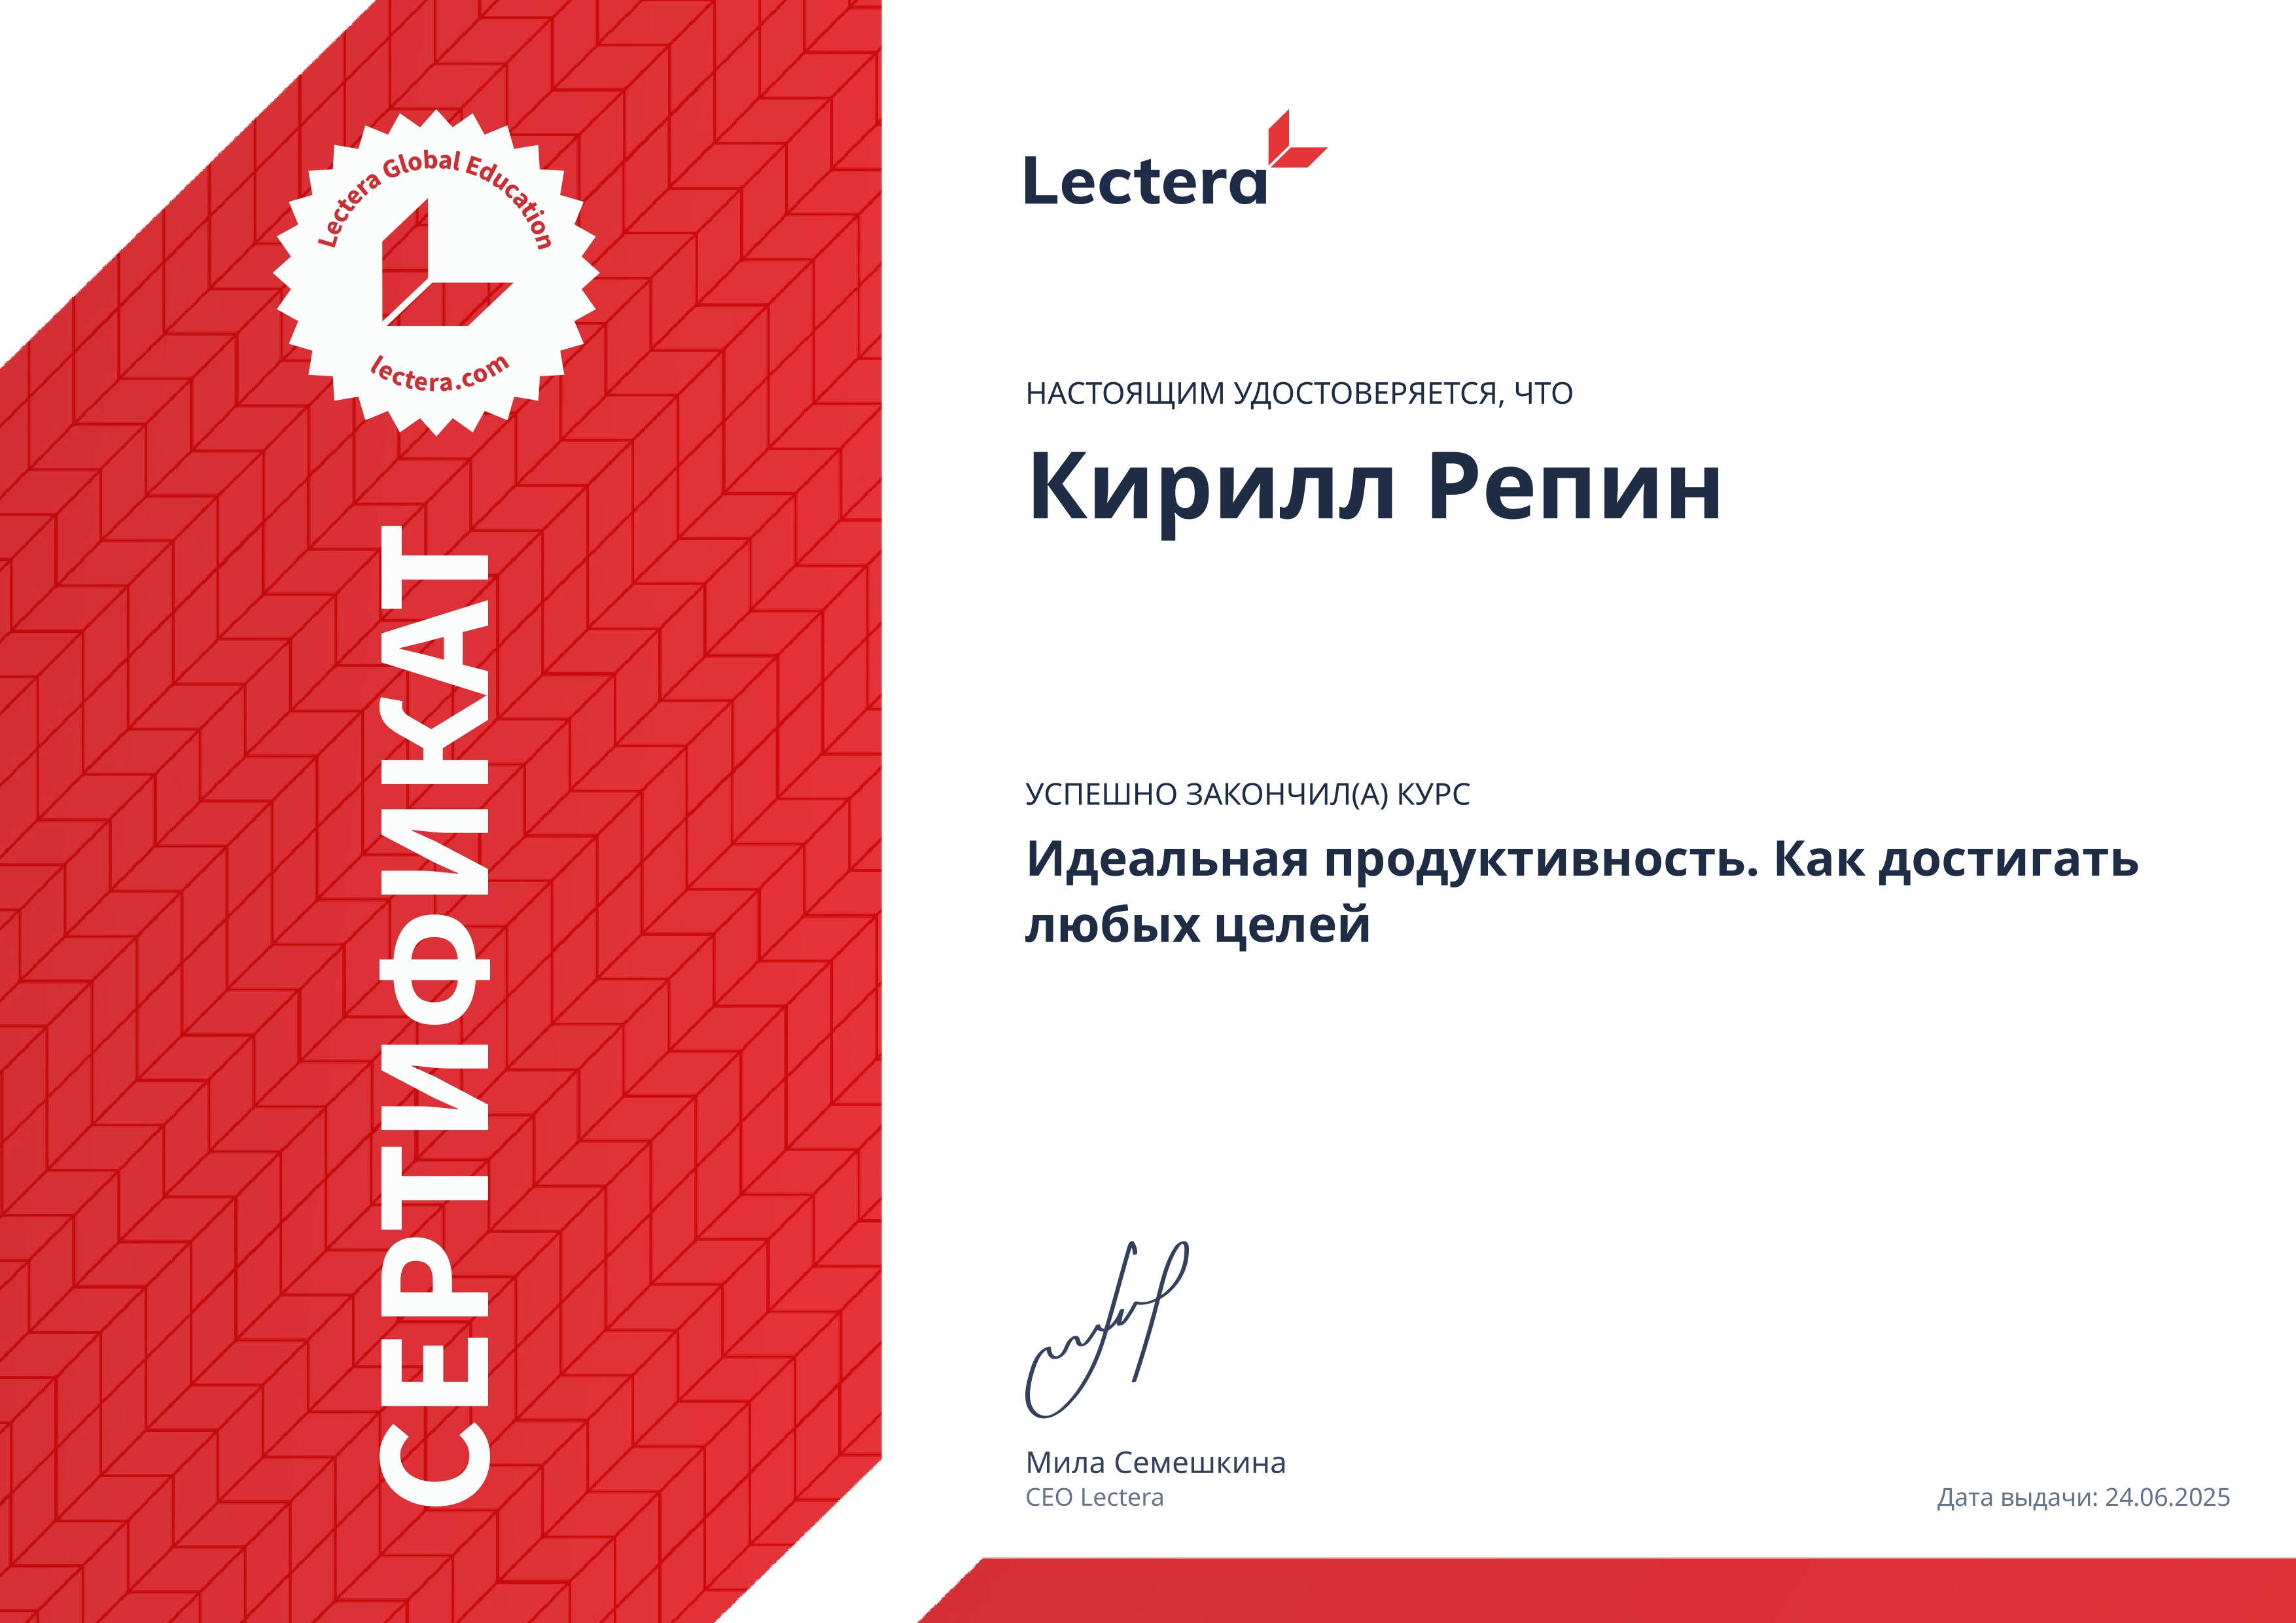 Lectera Global Education
lectera.com
СЕРТИФИКАТ
Lectera
НАСТОЯЩИМ УДОСТОВЕРЯЕТСЯ, ЧТО
Кирилл Репин
УСПЕШНО ЗАКОНЧИЛ(А) КУРС
Идеальная продуктивность. Как достигать
любых целей
Мила Семешкина
CEO Lectera
Дата выдачи: 24.06.2025